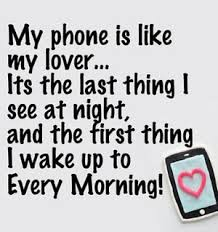 My phone is like
my lover...
Its the last thing I
see at night,
and the first thing
I wake up to
Every Morning!